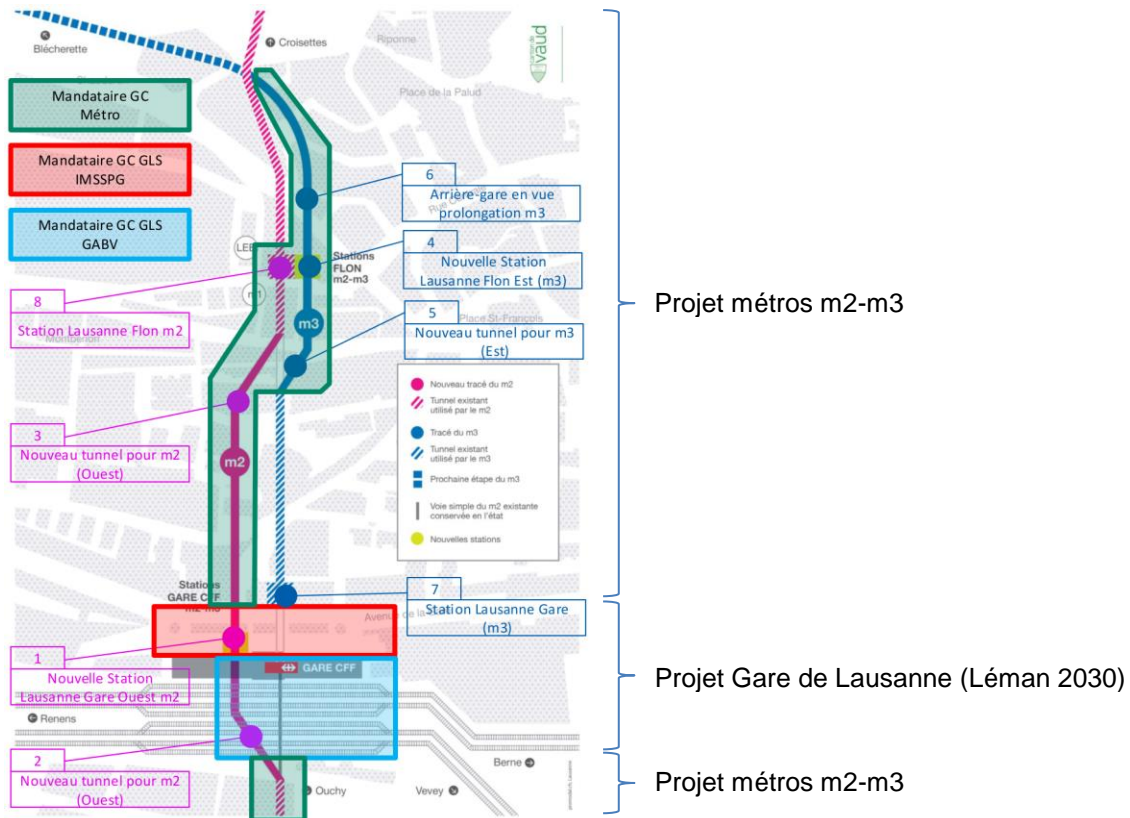 Blécherette
Croisettes
Riponne
canton de
vaud
Place de la Palud
Mandataire GC
Métro
Mandataire GC GLS
IMSSPG
Mandataire GC GLS
GABV
6
Arrière-gare en vue
prolongation m3
LEB
Stations
FLON
m2-m3
4
Nouvelle Station
Lausanne Flon Est (m3)
m1
8
Station Lausanne Flon m2
m3
Place St-François
5
Nouveau tunnel pour m3
(Est)
Projet métros m2-m3
Nouveau tracé du m2
Tunnel existant
utilisé par le m2
Tracé du m3
Tunnel existant
utilisé par le m3
Prochaine étape du m3
Voie simple du m2 existante
conservée en l'état
Nouvelles stations
3
Nouveau tunnel pour m2
(Ouest)
m2
Stations
GARE CFF
m2-m3
7
Station Lausanne Gare
(m3)
Avenue de la
1
Nouvelle Station
Lausanne Gare Ouest m2
GARE CFF
Projet Gare de Lausanne (Léman 2030)
Renens
2
Nouveau tunnel pour m2
(Ouest)
Berne
Ouchy
Vevey
Projet métros m2-m3